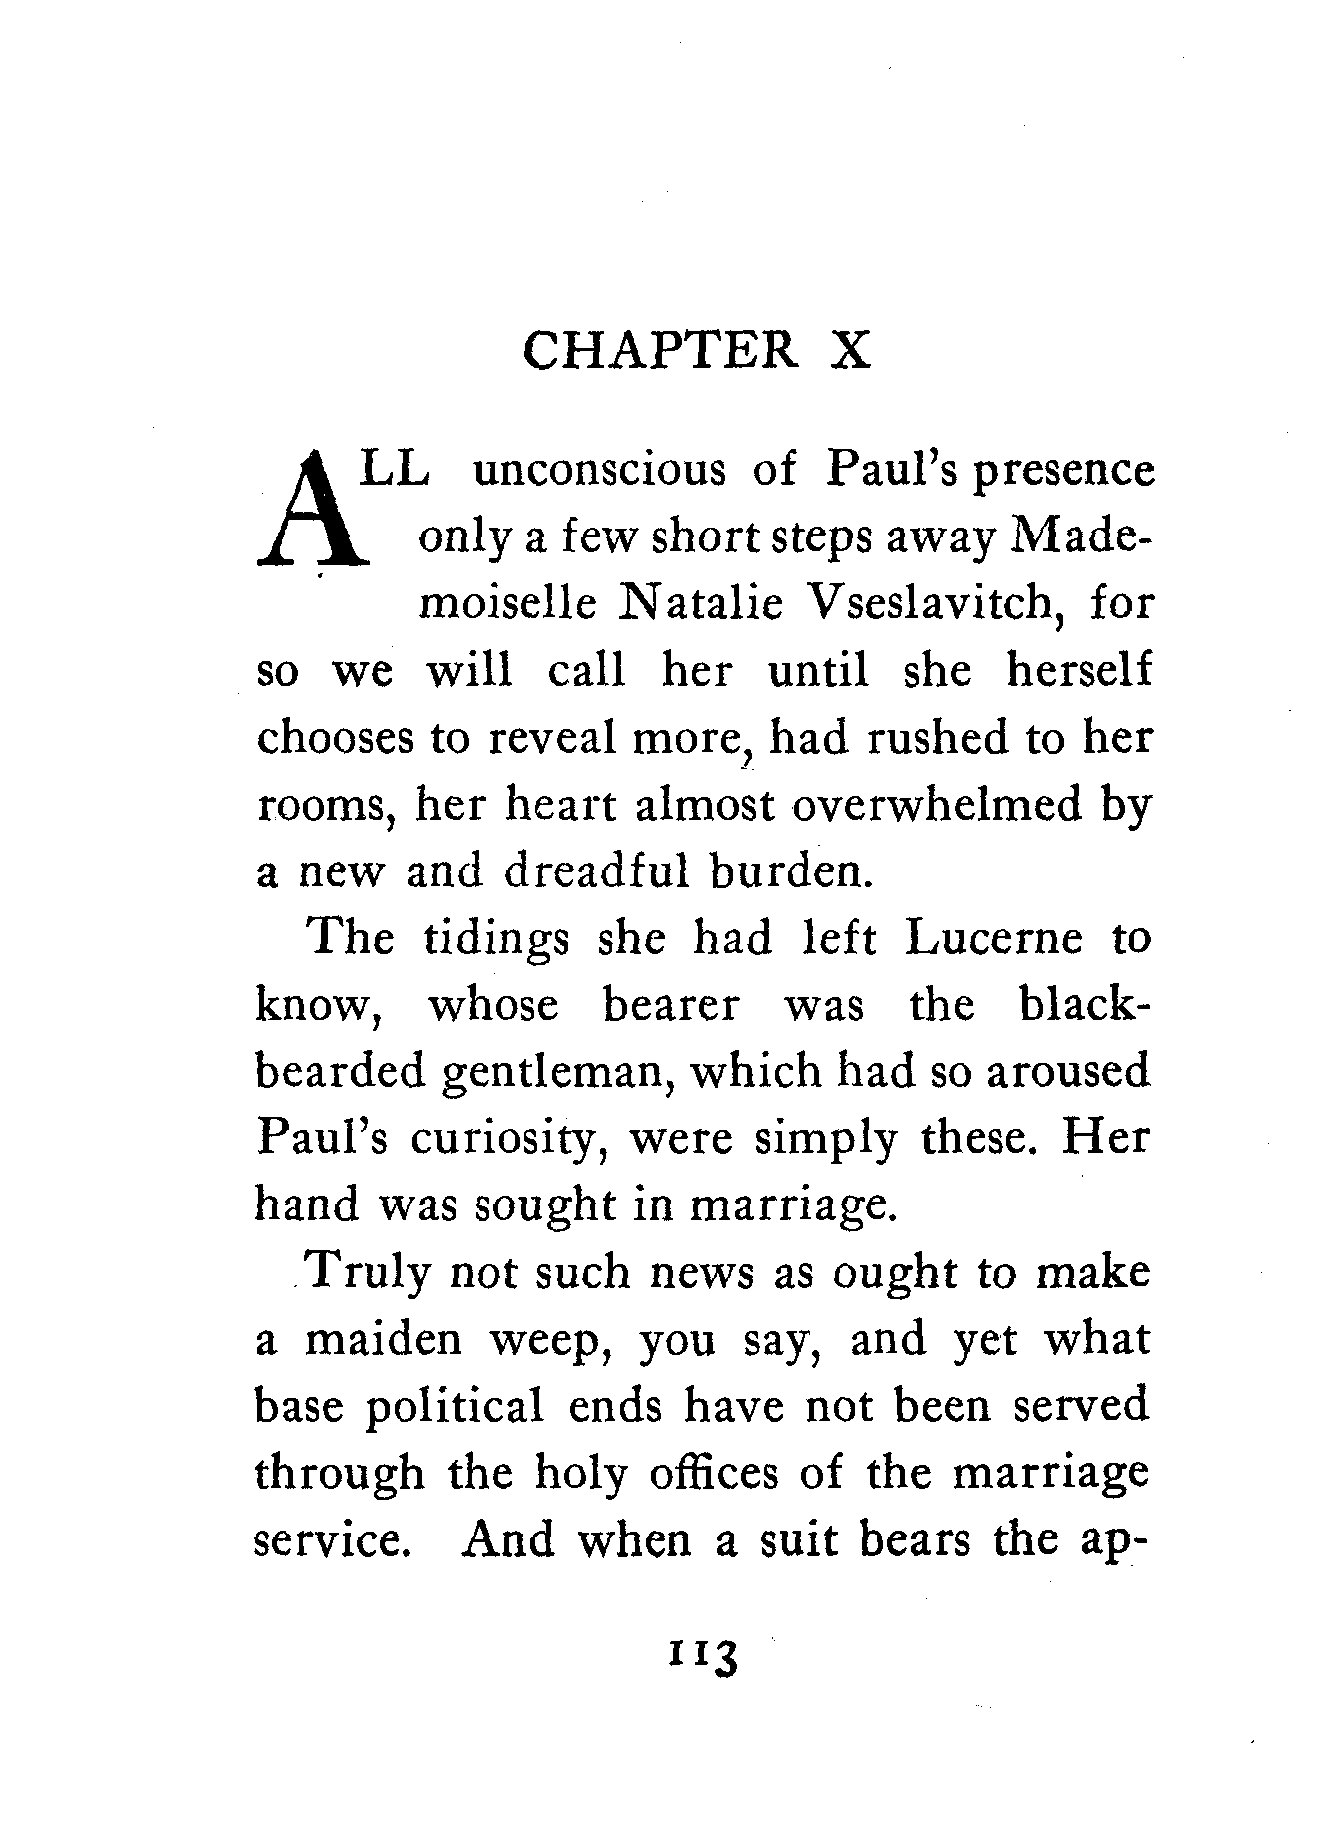 CHAPTER X
ALL unconscious of Paul's presence
only a few short steps away Made-
moiselle Natalie Vseslavitch, for
so we will call her until she herself
chooses to reveal more, had rushed to her
rooms, her heart almost overwhelmed by
a new and dreadful burden.
The tidings she had left Lucerne to
know, whose bearer was the black-
bearded gentleman, which had so aroused
Paul's curiosity, were simply these. Her
hand was sought in marriage.
Truly not such news as ought to make
a maiden weep, you say, and yet what
base political ends have not been served
through the holy offices of the marriage
service. And when a suit bears the ap-
113